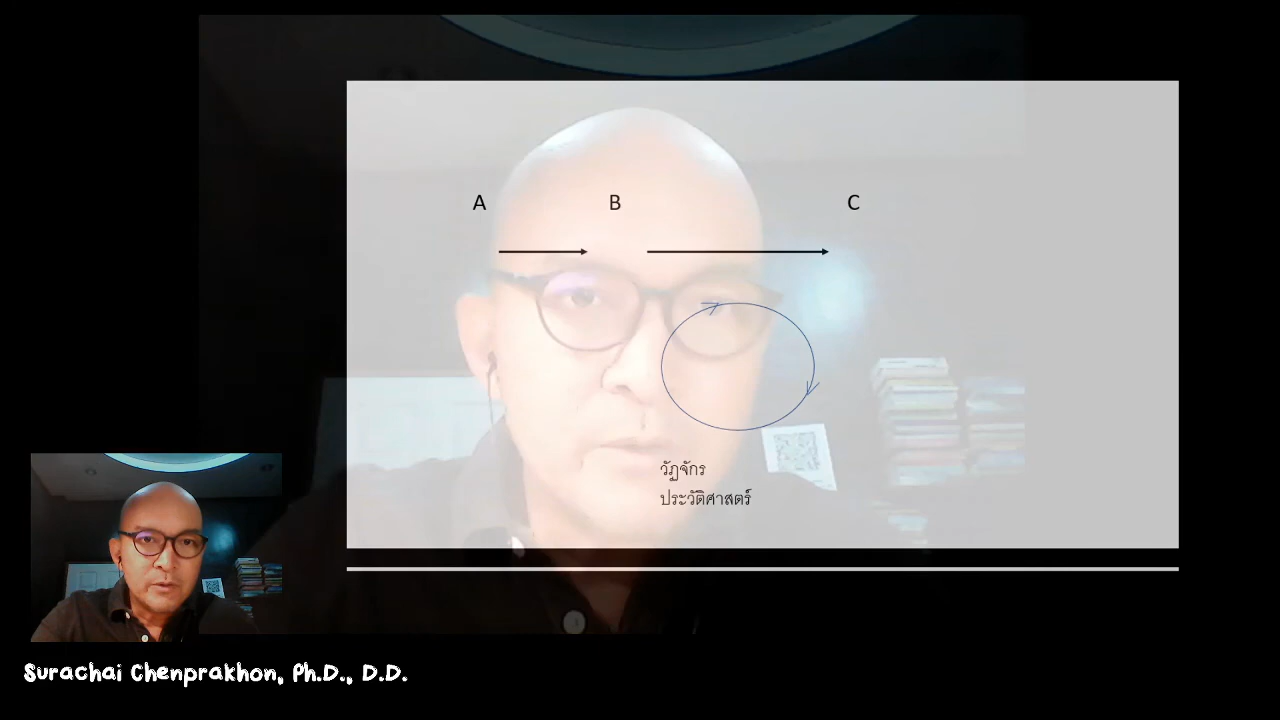 A B C
วัฏจักร
ประวัติศาสตร์
Surachai Chenprakhon, Ph.D., D.D.